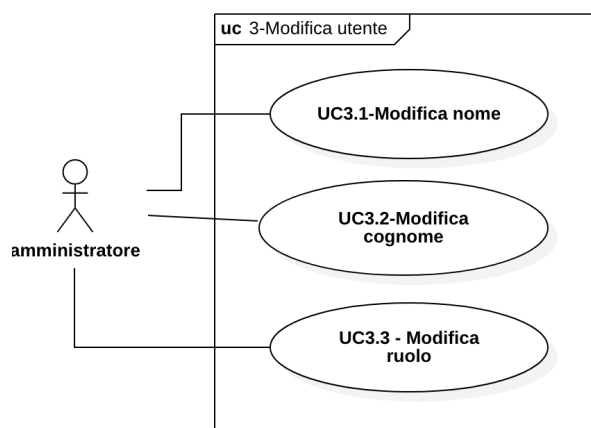 uc 3-Modifica utente
UC3.1-Modifica nome
UC3.2-Modifica
cognome
amministratore
UC3.3 - Modifica
ruolo